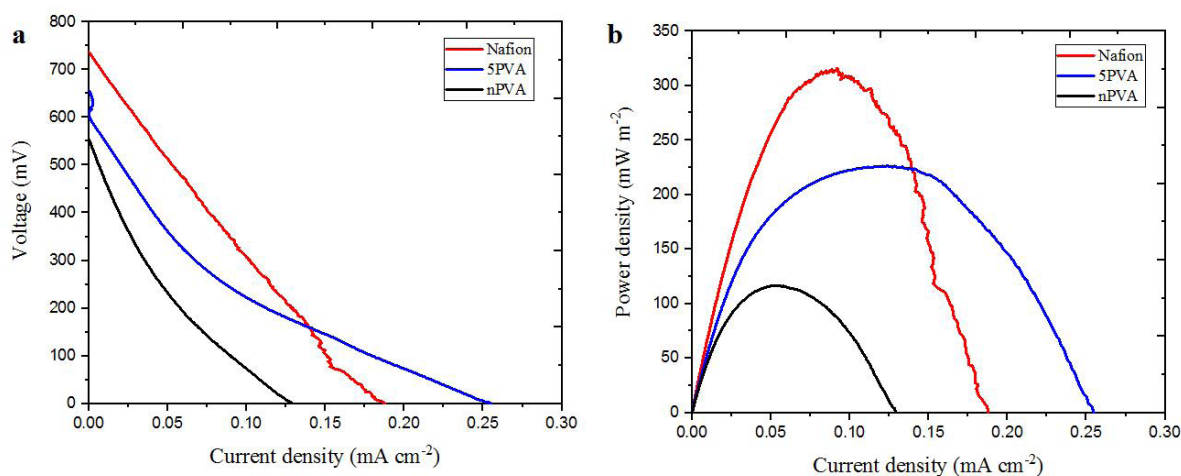 a
800
700
600
500
400
300
200
100
0
Voltage (mV)
0.00 0.05 0.10 0.15 0.20 0.25 0.30
Current density (mA cm-2)
Nafion
5PVA
nPVA
b
350
300
250
200
150
100
50
0
Power density (mW m-2)
0.00 0.05 0.10 0.15 0.20 0.25 0.30
Current density (mA cm-2)
Nafion
5PVA
nPVA